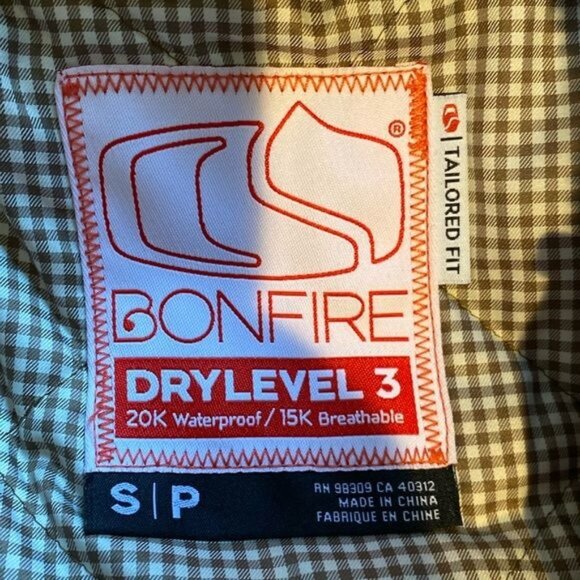 ®
BONFIRE
DRYLEVEL 3
20K Waterproof / 15K Breathable
S | P
RN 98309 CA 40312
MADE IN CHINA
FABRIQUE EN CHINE
| TAILORED FIT